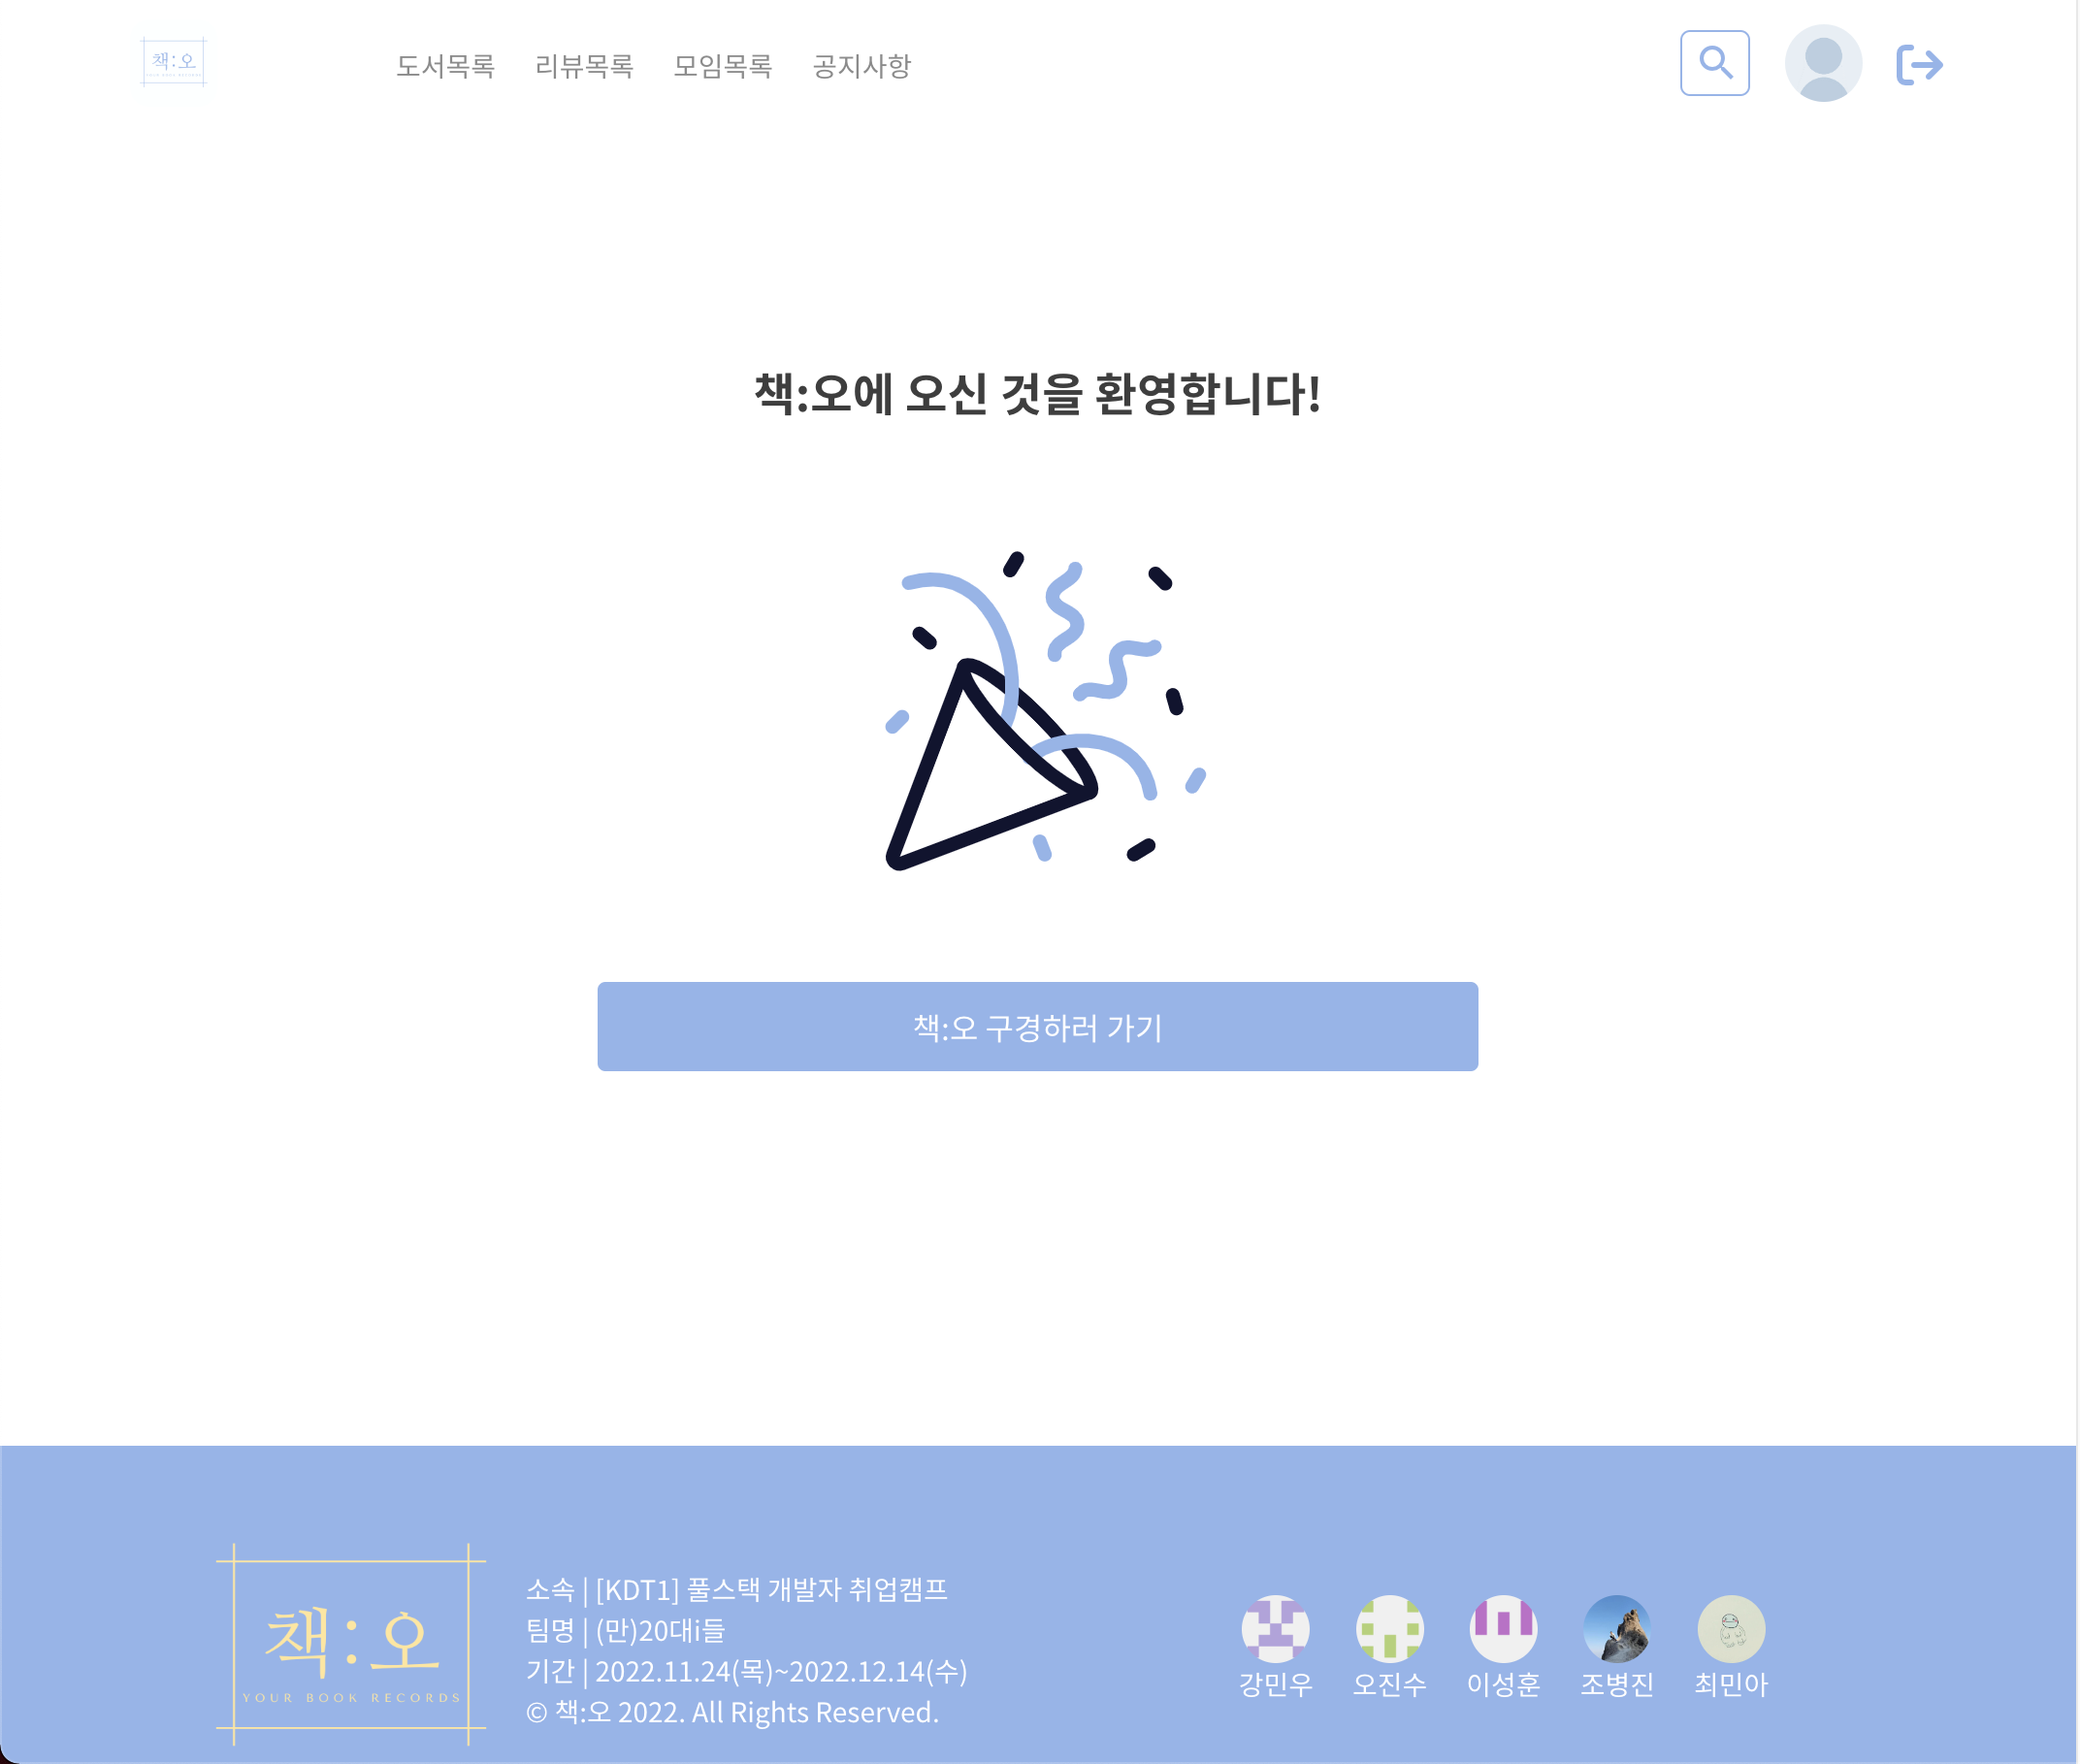 책:오
YOUR BOOK RECORDS
도서목록 리뷰목록 모임목록 공지사항
책:오에 오신 것을 환영합니다!
책:오 구경하러 가기
책:오
YOUR BOOK RECORDS
소속 | [KDT1] 풀스택 개발자 취업캠프
팀명 | (만)20대i들
기간 | 2022.11.24(목)~2022.12.14(수)
© 책:오 2022. All Rights Reserved.
강민우 오진수 이성훈 조병진 최민아